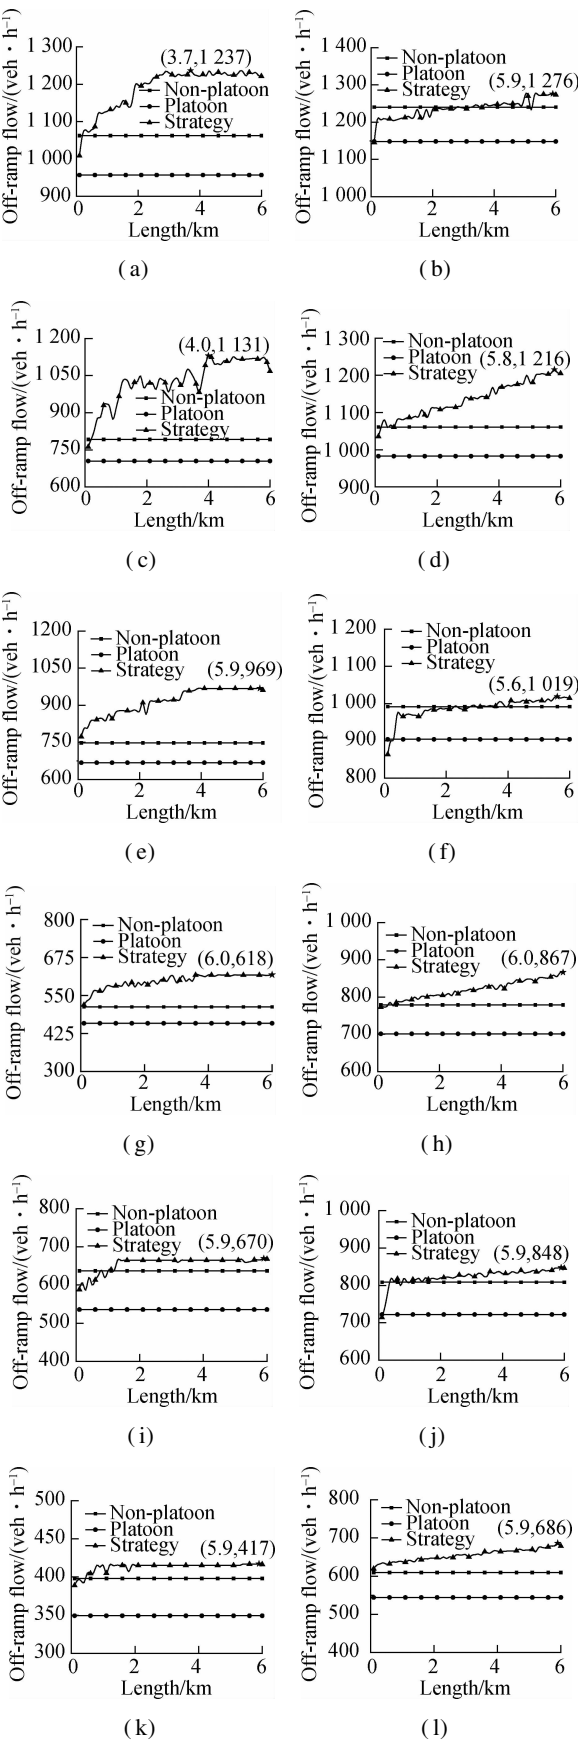 Off-ramp flow/(veh · h⁻¹)
1 300
1 200
1 100
1 000
900
(3.7,1 237)
Non-platoon
Platoon
Strategy
0 2 4 6
Length/km
(a)
Off-ramp flow/(veh · h⁻¹)
1 400
1 300
1 200
1 100
1 000
Non-platoon
Platoon
Strategy
(5.9,1 276)
0 2 4 6
Length/km
(b)
Off-ramp flow/(veh · h⁻¹)
1 200
1 050
900
750
600
(4.0,1 131)
Non-platoon
Platoon
Strategy
0 2 4 6
Length/km
(c)
Off-ramp flow/(veh · h⁻¹)
1 300
1 200
1 100
1 000
900
Non-platoon
Platoon
Strategy
(5.8,1 216)
0 2 4 6
Length/km
(d)
Off-ramp flow/(veh · h⁻¹)
1200
1050
900
750
600
Non-platoon
Platoon
Strategy
(5.9,969)
0 2 4 6
Length/km
(e)
Off-ramp flow/(veh · h⁻¹)
1 200
1 100
1 000
900
800
Non-platoon
Platoon
Strategy
(5.6,1 019)
0 2 4 6
Length/km
(f)
Off-ramp flow/(veh · h⁻¹)
800
675
550
425
300
Non-platoon
Platoon
Strategy
(6.0,618)
0 2 4 6
Length/km
(g)
Off-ramp flow/(veh · h⁻¹)
1 000
900
800
700
600
Non-platoon
Platoon
Strategy
(6.0,867)
0 2 4 6
Length/km
(h)
Off-ramp flow/(veh · h⁻¹)
800
700
600
500
400
Non-platoon
Platoon
Strategy
(5.9,670)
0 2 4 6
Length/km
(i)
Off-ramp flow/(veh · h⁻¹)
1 000
900
800
700
600
Non-platoon
Platoon
Strategy
(5.9,848)
0 2 4 6
Length/km
(j)
Off-ramp flow/(veh · h⁻¹)
500
450
400
350
300
Non-platoon
Platoon
Strategy
(5.9,417)
0 2 4 6
Length/km
(k)
Off-ramp flow/(veh · h⁻¹)
800
700
600
500
400
Non-platoon
Platoon
Strategy
(5.9,686)
0 2 4 6
Length/km
(l)